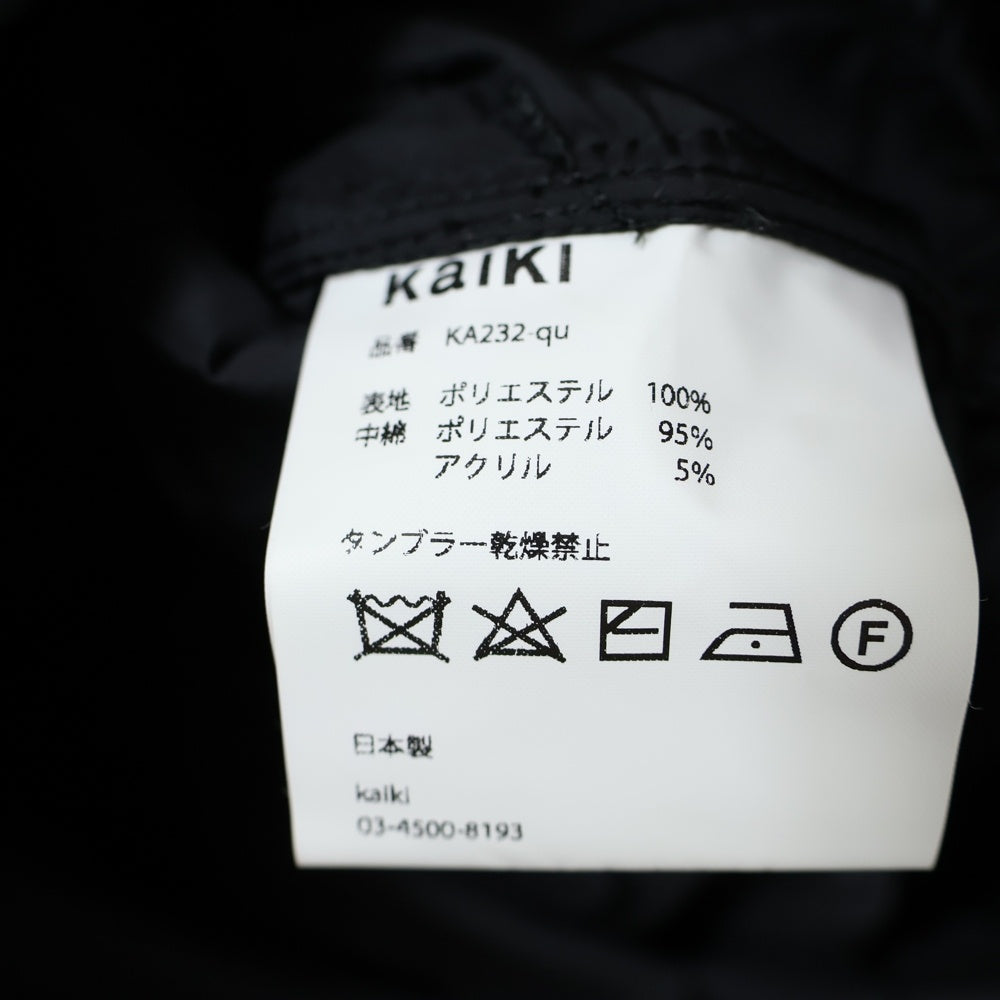 kaiki
品番 KA232-qu
表地 ポリエステル 100%
中綿 ポリエステル 95%
アクリル 5%
タンブラー乾燥禁止
F
日本製
kaiki
03-4500-8193